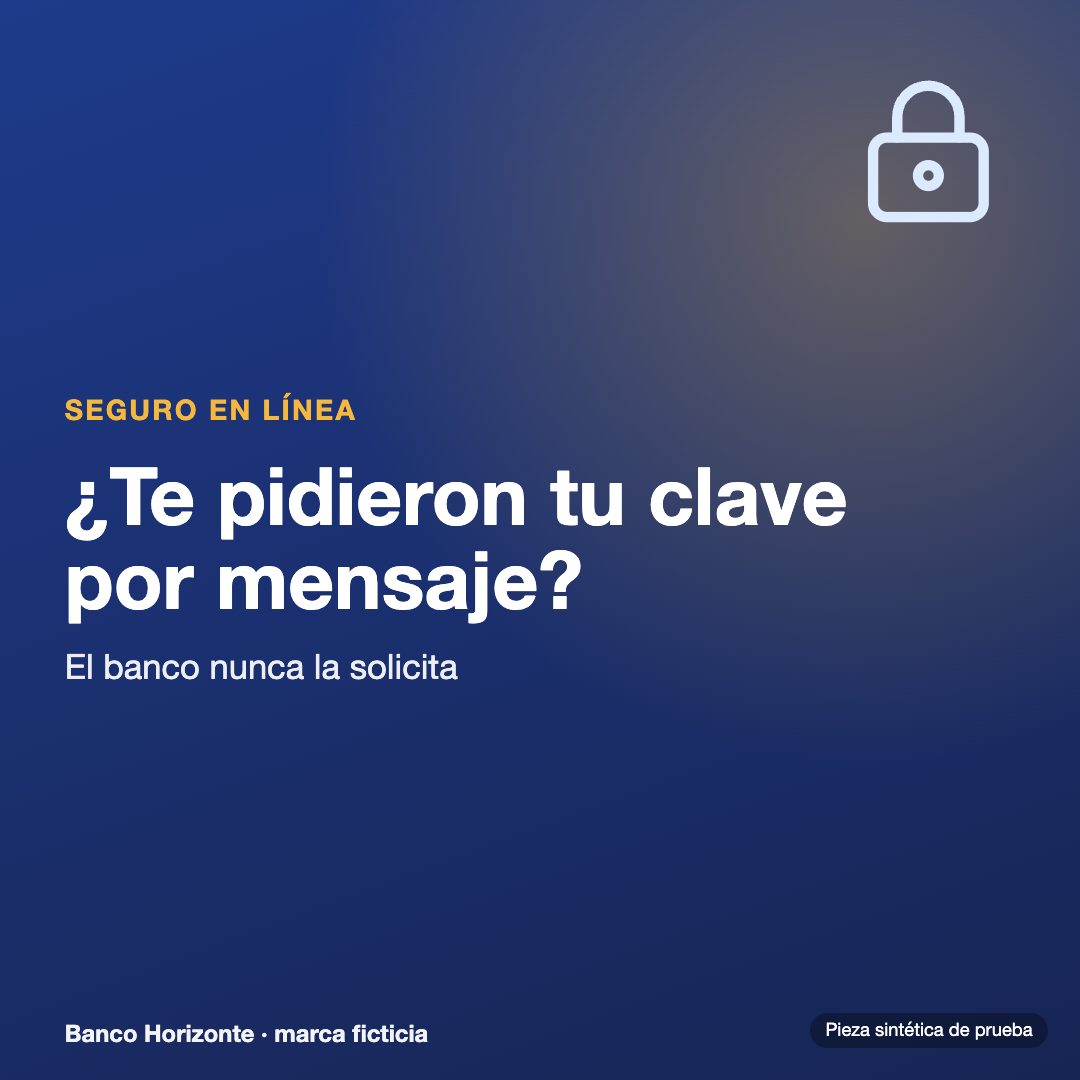 SEGURO EN LÍNEA
¿Te pidieron tu clave
por mensaje?
El banco nunca la solicita
Banco Horizonte · marca ficticia
Pieza sintética de prueba